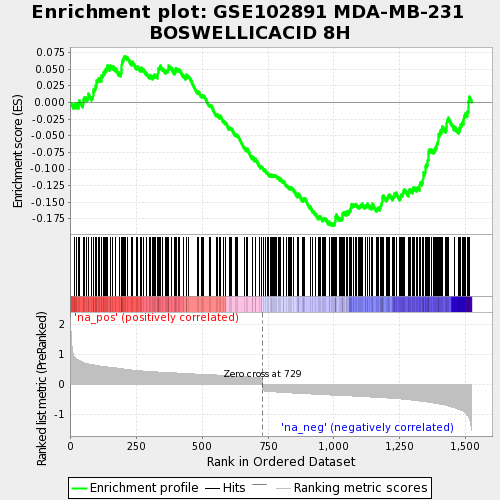 Enrichment plot: GSE102891 MDA-MB-231
BOSWELLICACID 8H
Enrichment score (ES)
0.075
0.050
0.025
0.000
-0.025
-0.050
-0.075
-0.100
-0.125
-0.150
-0.175
'na_pos' (positively correlated)
Ranked list metric (PreRanked)
2
1
0
-1
Zero cross at 729
'na_neg' (negatively correlated)
0
250
500
750
1,000
1,250
1,500
Rank in Ordered Dataset
Enrichment profile
Hits
Ranking metric scores